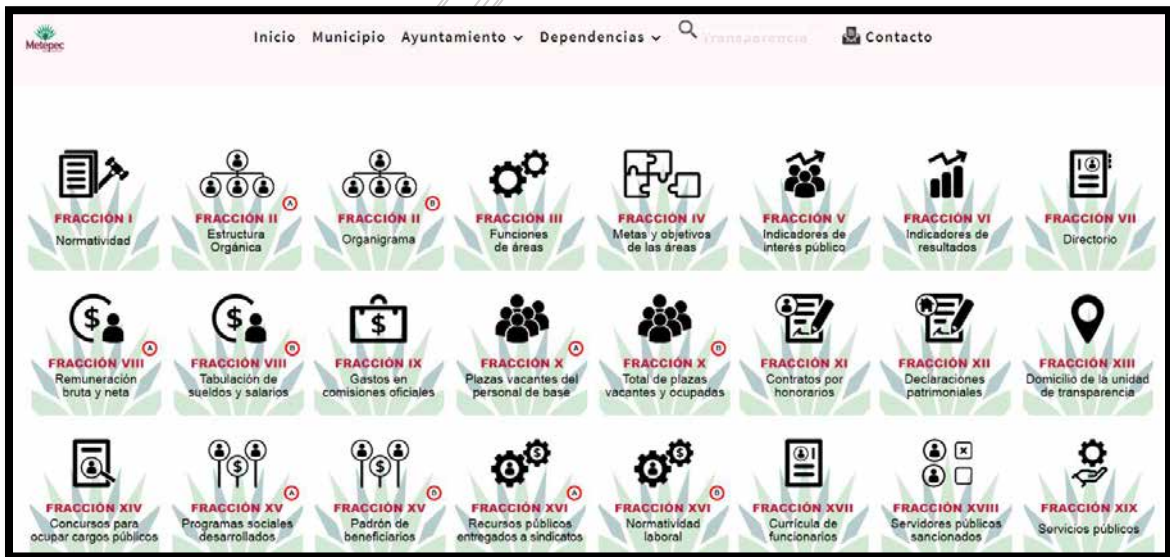 Metepec
Inicio Municipio Ayuntamiento Dependencias Transparencia Contacto
FRACCIÓN I
Normatividad
A
FRACCIÓN II
Estructura
Orgánica
B
FRACCIÓN II
Organigrama
FRACCIÓN III
Funciones
de áreas
FRACCIÓN IV
Metas y objetivos
de las áreas
FRACCIÓN V
Indicadores de
interés público
FRACCIÓN VI
Indicadores de
resultados
FRACCIÓN VII
Directorio
A
FRACCIÓN VIII
Remuneración
bruta y neta
B
FRACCIÓN VIII
Tabulación de
sueldos y salarios
FRACCIÓN IX
Gastos en
comisiones oficiales
A
FRACCIÓN X
Plazas vacantes del
personal de base
B
FRACCIÓN X
Total de plazas
vacantes y ocupadas
FRACCIÓN XI
Contratos por
honorarios
FRACCIÓN XII
Declaraciones
patrimoniales
FRACCIÓN XIII
Domicilio de la unidad
de transparencia
FRACCIÓN XIV
Concursos para
ocupar cargos públicos
A
FRACCIÓN XV
Programas sociales
desarrollados
B
FRACCIÓN XV
Padrón de
beneficiarios
A
FRACCIÓN XVI
Recursos públicos
entregados a sindicatos
B
FRACCIÓN XVI
Normatividad
laboral
FRACCIÓN XVII
Currícula de
funcionarios
FRACCIÓN XVIII
Servidores públicos
sancionados
FRACCIÓN XIX
Servicios públicos